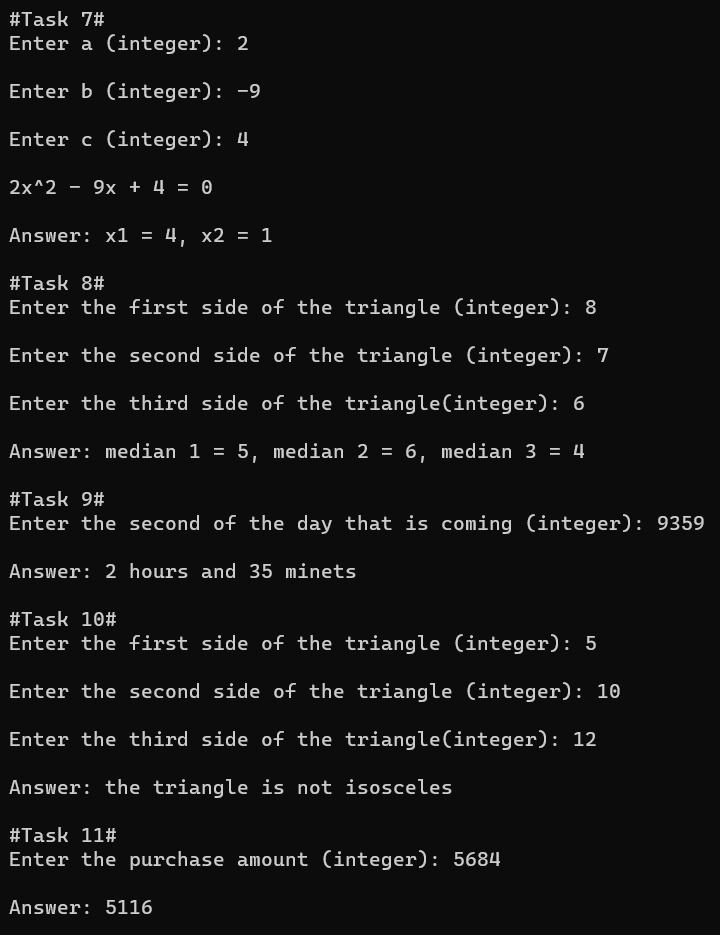 #Task 7#
Enter a (integer): 2
Enter b (integer): -9
Enter c (integer): 4
2x^2 - 9x + 4 = 0
Answer: x1 = 4, x2 = 1
#Task 8#
Enter the first side of the triangle (integer): 8
Enter the second side of the triangle (integer): 7
Enter the third side of the triangle(integer): 6
Answer: median 1 = 5, median 2 = 6, median 3 = 4
#Task 9#
Enter the second of the day that is coming (integer): 9359
Answer: 2 hours and 35 minets
#Task 10#
Enter the first side of the triangle (integer): 5
Enter the second side of the triangle (integer): 10
Enter the third side of the triangle(integer): 12
Answer: the triangle is not isosceles
#Task 11#
Enter the purchase amount (integer): 5684
Answer: 5116